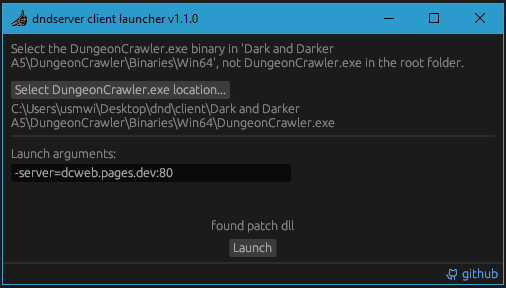 dndserver client launcher v1.1.0
Select the DungeonCrawler.exe binary in 'Dark and Darker
A5\DungeonCrawler\Binaries\Win64', not DungeonCrawler.exe in the root folder.
Select DungeonCrawler.exe location...
C:\Users\usmwi\Desktop\dnd\client\Dark and Darker
A5\DungeonCrawler\Binaries\Win64\DungeonCrawler.exe
Launch arguments:
-server=dcweb.pages.dev:80
found patch dll
Launch
github